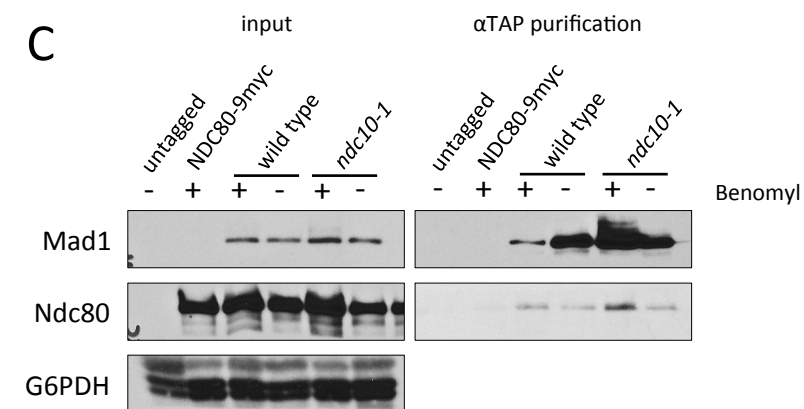 C
input
αTAP purification
untagged
NDC80-9myc
wild type
ndc10-1
untagged
NDC80-9myc
wild type
ndc10-1
- + + - + - - + + - + - Benomyl
Mad1
Ndc80
G6PDH